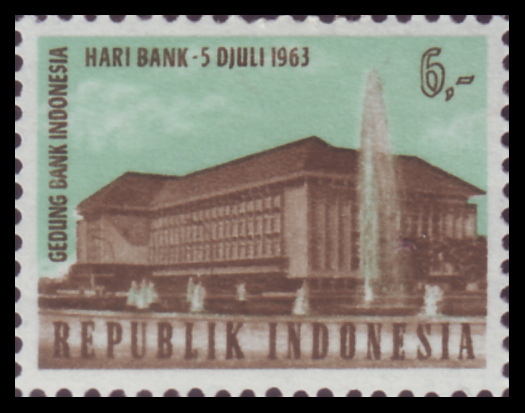 HARI BANK - 5 DJULI 1963
6,-
GEDUNG BANK INDONESIA
REPUBLIK INDONESIA